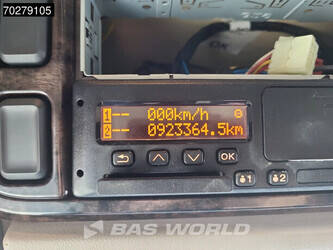 70279105
1-- 000km/h
2-- 0923364.5km
OK
1 2
BAS WORLD